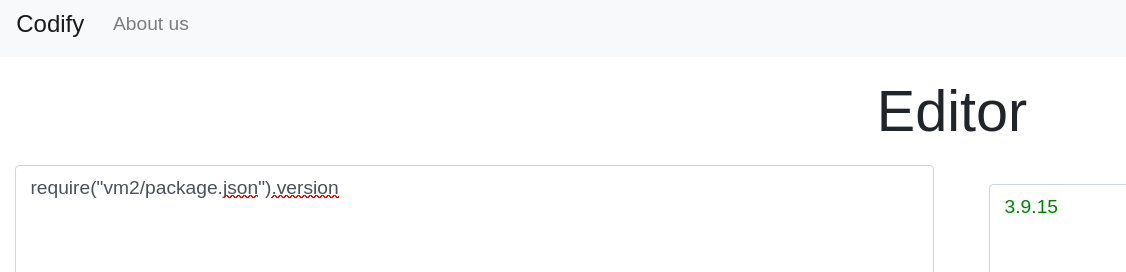 Codify About us
Editor
require("vm2/package.json").version
3.9.15